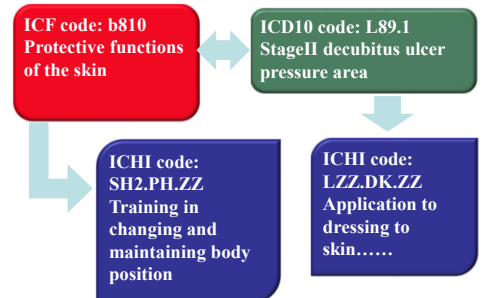 ICF code: b810
Protective functions
of the skin
ICD10 code: L89.1
StageII decubitus ulcer
pressure area
ICHI code:
SH2.PH.ZZ
Training in
changing and
maintaining body
position
ICHI code:
LZZ.DK.ZZ
Application to
dressing to
skin……